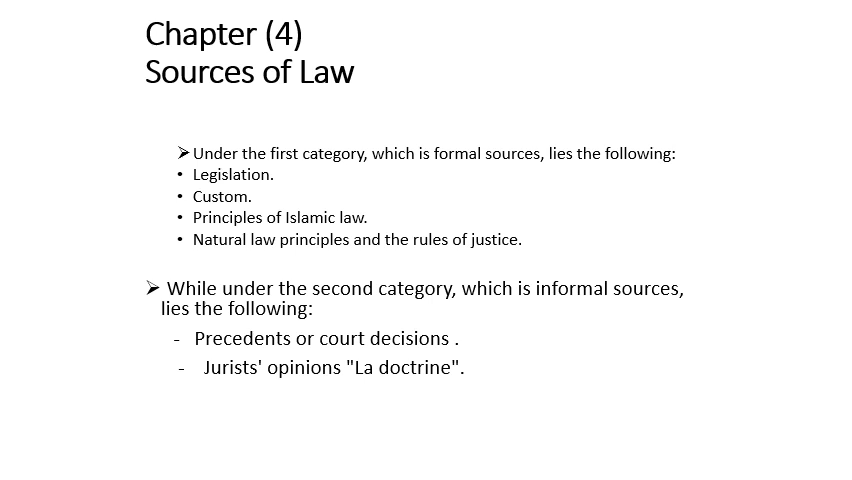 Chapter (4)
Sources of Law
➢ Under the first category, which is formal sources, lies the following:
• Legislation.
• Custom.
• Principles of Islamic law.
• Natural law principles and the rules of justice.
➢ While under the second category, which is informal sources,
lies the following:
- Precedents or court decisions .
- Jurists' opinions "La doctrine".